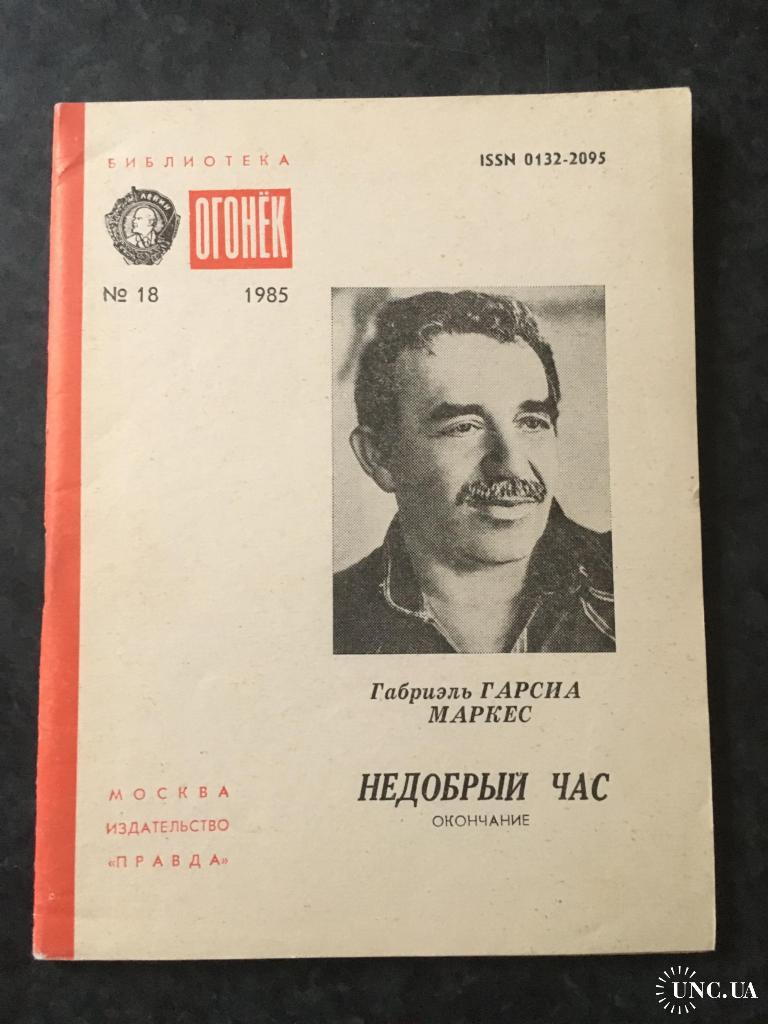 БИБЛИОТЕКА
ISSN 0132-2095
ЛЕНИН
ОГОНЁК
№ 18 1985
Габриэль ГАРСИА
МАРКЕС
НЕДОБРЫЙ ЧАС
ОКОНЧАНИЕ
МОСКВА
ИЗДАТЕЛЬСТВО
«ПРАВДА»
UNC.UA